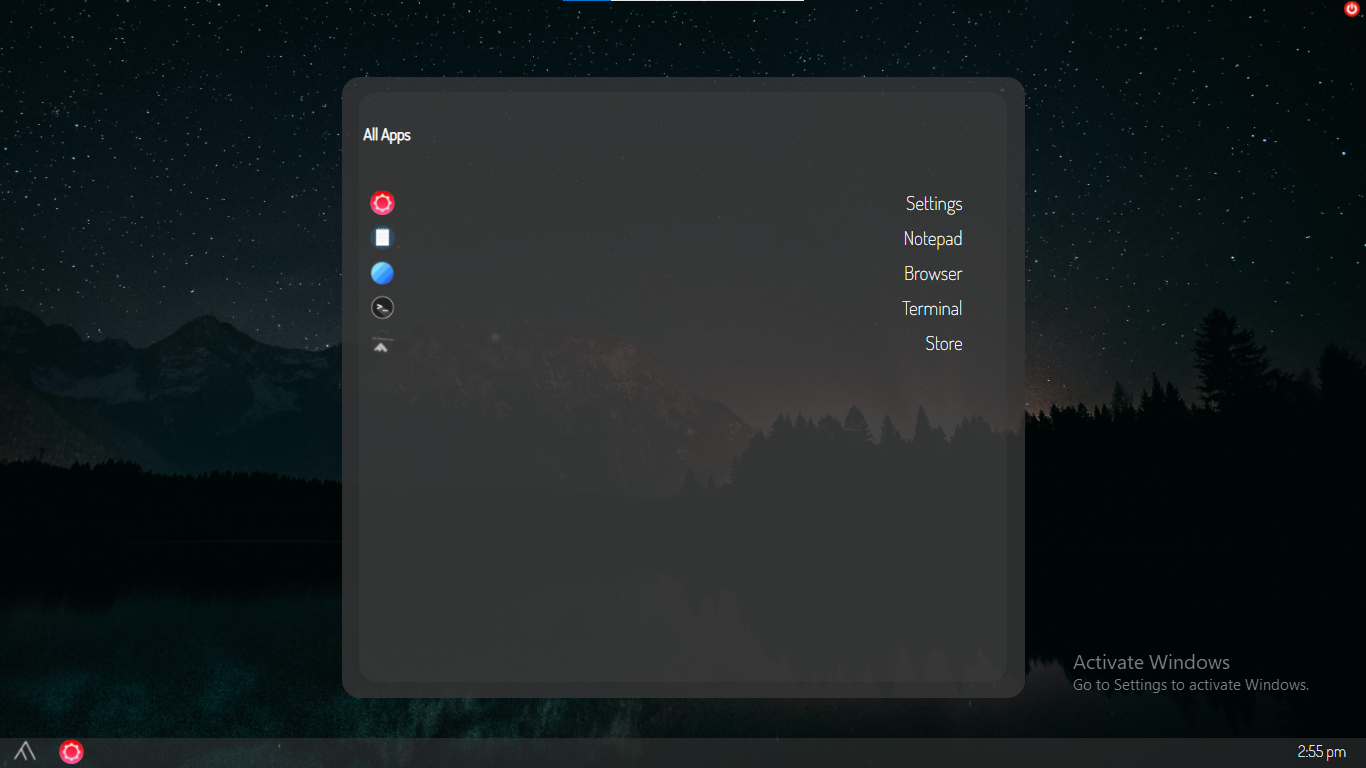 All Apps
Settings
Notepad
Browser
Terminal
Store
Activate Windows
Go to Settings to activate Windows.
2:55 pm